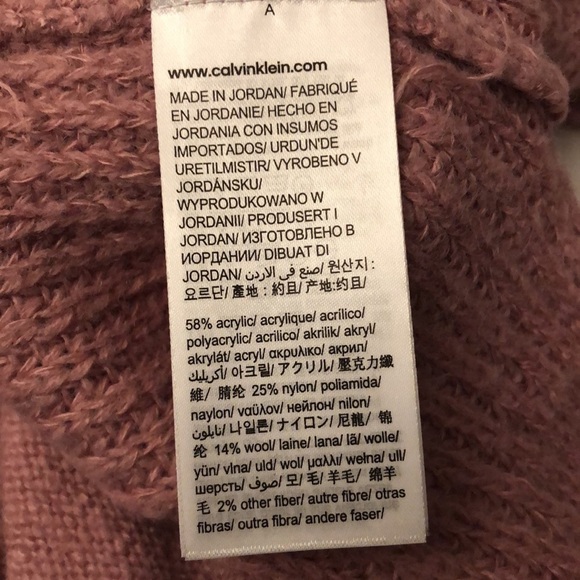 A
www.calvinklein.com
MADE IN JORDAN/ FABRIQUÉ
EN JORDANIE/ HECHO EN
JORDANIA CON INSUMOS
IMPORTADOS/ URDUN'DE
URETILMISTIR/ VYROBENO V
JORDÁNSKU/
WYPRODUKOWANO W
JORDANII/ PRODUSERT I
JORDAN/ ИЗГОТОВЛЕНО В
ИОРДАНИИ/ DIBUAT DI
JORDAN/ صنع في الاردن/ 원산지 :
요르단/ 產地 : 約旦/ 产地:约旦/
58% acrylic/ acrylique/ acrílico/
polyacrylic/ acrilico/ akrilik/ akryl/
akrylát/ acryl/ ακρυλικο/ акрил/
أكريليك/ 아크릴/ アクリル/ 壓克力纖
維/ 腈纶 25% nylon/ poliamida/
naylon/ ναϋλον/ нейлон/ nilon/
نايلون/ 나일론/ ナイロン/ 尼龍/ 锦
纶 14% wool/ laine/ lana/ lã/ wolle/
yün/ vlna/ uld/ wol/ μαλλι/ wełna/ ull/
шерсть/ صوف/ 모/ 毛/ 羊毛/ 绵羊
毛 2% other fiber/ autre fibre/ otras
fibras/ outra fibra/ andere faser/